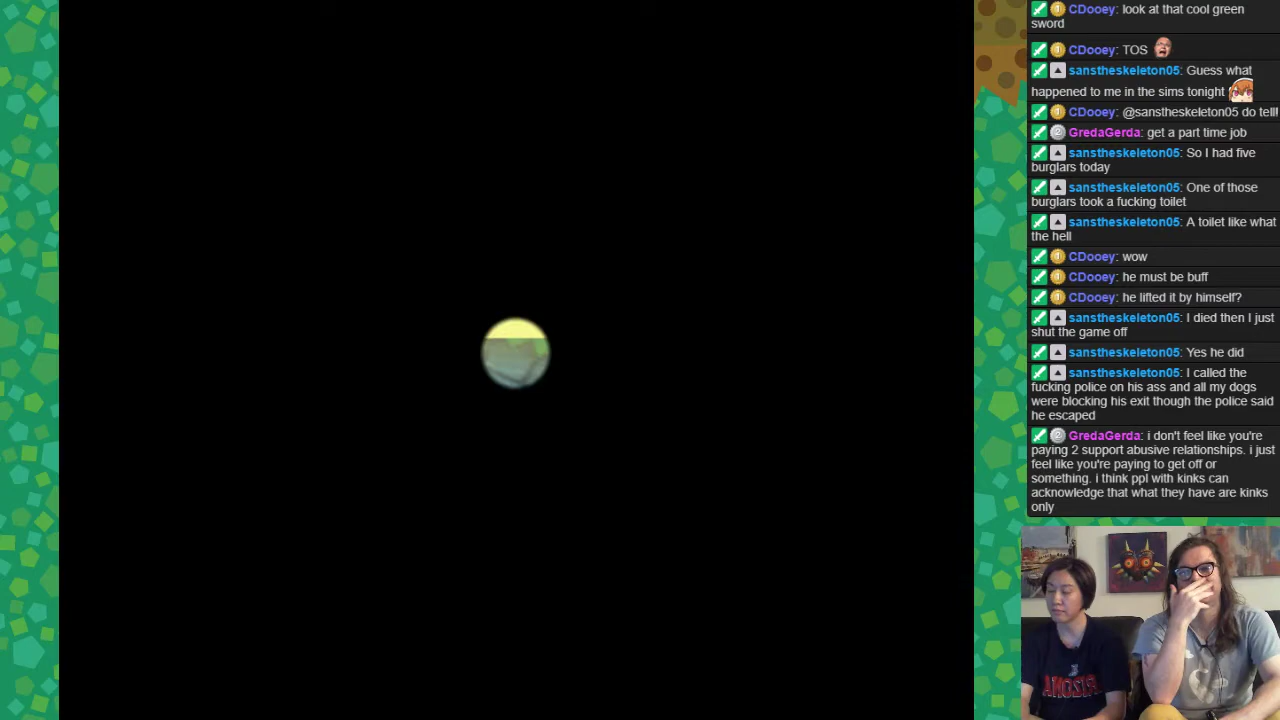 CDooey: look at that cool green
sword
CDooey: TOS
sanstheskeleton05: Guess what
happened to me in the sims tonight
CDooey: @sanstheskeleton05 do tell!
GredaGerda: get a part time job
sanstheskeleton05: So I had five
burglars today
sanstheskeleton05: One of those
burglars took a fucking toilet
sanstheskeleton05: A toilet like what
the hell
CDooey: wow
CDooey: he must be buff
CDooey: he lifted it by himself?
sanstheskeleton05: I died then I just
shut the game off
sanstheskeleton05: Yes he did
sanstheskeleton05: I called the
fucking police on his ass and all my dogs
were blocking his exit though the police said
he escaped
GredaGerda: i don't feel like you're
paying 2 support abusive relationships. i just
feel like you're paying to get off or
something. i think ppl with kinks can
acknowledge that what they have are kinks
only